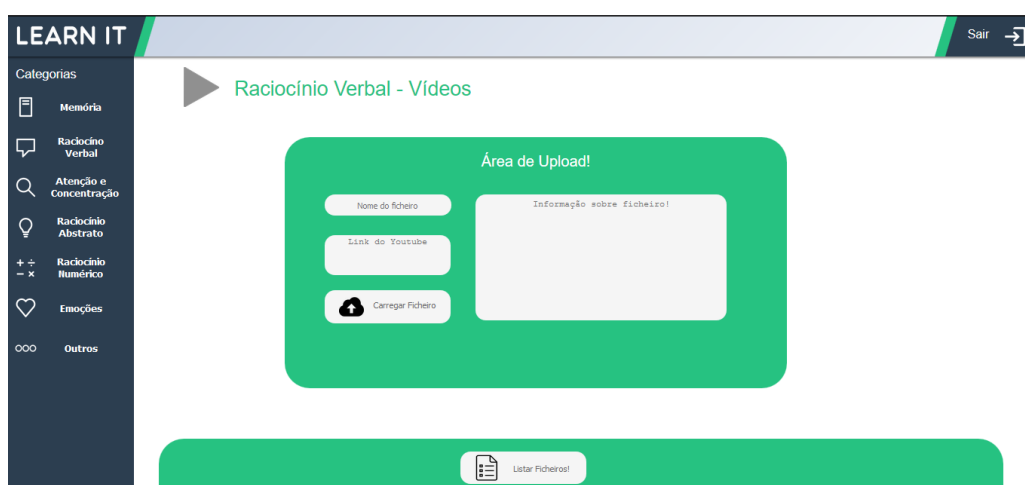 LEARN IT
Sair
Categorias
Memória
Raciocíno
Verbal
Atenção e
Concentração
Raciocínio
Abstrato
Raciocínio
Numérico
Emoções
Outros
Raciocínio Verbal - Vídeos
Área de Upload!
Nome do ficheiro
Informação sobre ficheiro!
Link do Youtube
Carregar Ficheiro
Listar Ficheiros!